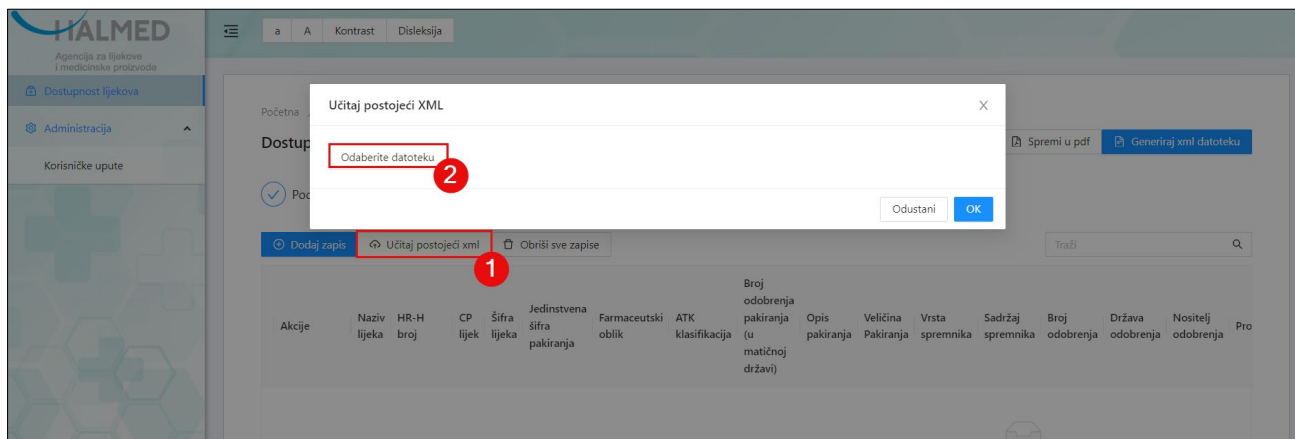 HALMED
Agencija za lijekove
i medicinske proizvode
a A Kontrast Disleksija
Dostupnost lijekova
Administracija
Korisničke upute
Početna
Dostup
Učitaj postojeći XML
Odaberite datoteku
2
Odustani OK
Spremi u pdf
Generiraj xml datoteku
Dodaj zapis
Učitaj postojeći xml
1
Obriši sve zapise
Traži
Akcije
Naziv
lijeka
HR-H
broj
CP
lijek
Šifra
lijeka
Jedinstvena
šifra
pakiranja
Farmaceutski
oblik
ATK
klasifikacija
Broj
odobrenja
pakiranja
(u
matičnoj
državi)
Opis
pakiranja
Veličina
Pakiranja
Vrsta
spremnika
Sadržaj
spremnika
Broj
odobrenja
Država
odobrenja
Nositelj
odobrenja
Pro